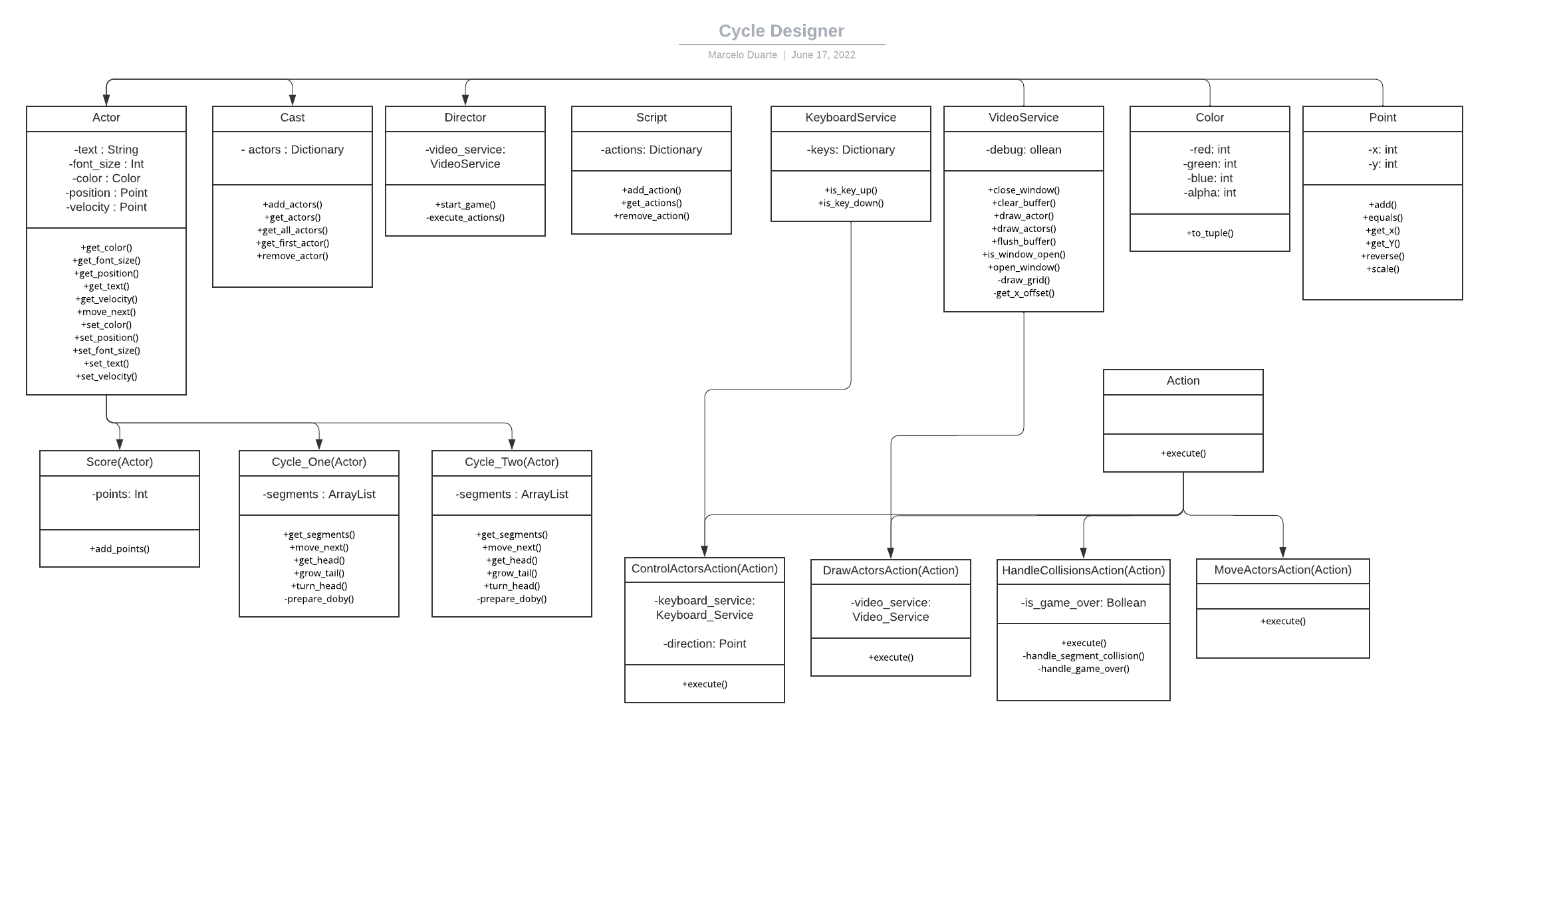 Cycle Designer
Marcelo Duarte | June 17, 2022
Actor
-text : String
-font_size : Int
-color : Color
-position : Point
-velocity : Point
+get_color()
+get_font_size()
+get_position()
+get_text()
+get_velocity()
+move_next()
+set_color()
+set_position()
+set_font_size()
+set_text()
+set_velocity()
Cast
- actors : Dictionary
+add_actors()
+get_actors()
+get_all_actors()
+get_first_actor()
+remove_actor()
Director
-video_service:
VideoService
+start_game()
-execute_actions()
Script
-actions: Dictionary
+add_action()
+get_actions()
+remove_action()
KeyboardService
-keys: Dictionary
+is_key_up()
+is_key_down()
VideoService
-debug: ollean
+close_window()
+clear_buffer()
+draw_actor()
+draw_actors()
+flush_buffer()
+is_window_open()
+open_window()
-draw_grid()
-get_x_offset()
Color
-red: int
-green: int
-blue: int
-alpha: int
+to_tuple()
Point
-x: int
-y: int
+add()
+equals()
+get_x()
+get_Y()
+reverse()
+scale()
Action
+execute()
Score(Actor)
-points: Int
+add_points()
Cycle_One(Actor)
-segments : ArrayList
+get_segments()
+move_next()
+get_head()
+grow_tail()
+turn_head()
-prepare_doby()
Cycle_Two(Actor)
-segments : ArrayList
+get_segments()
+move_next()
+get_head()
+grow_tail()
+turn_head()
-prepare_doby()
ControlActorsAction(Action)
-keyboard_service:
Keyboard_Service
-direction: Point
+execute()
DrawActorsAction(Action)
-video_service:
Video_Service
+execute()
HandleCollisionsAction(Action)
-is_game_over: Bollean
+execute()
-handle_segment_collision()
-handle_game_over()
MoveActorsAction(Action)
+execute()